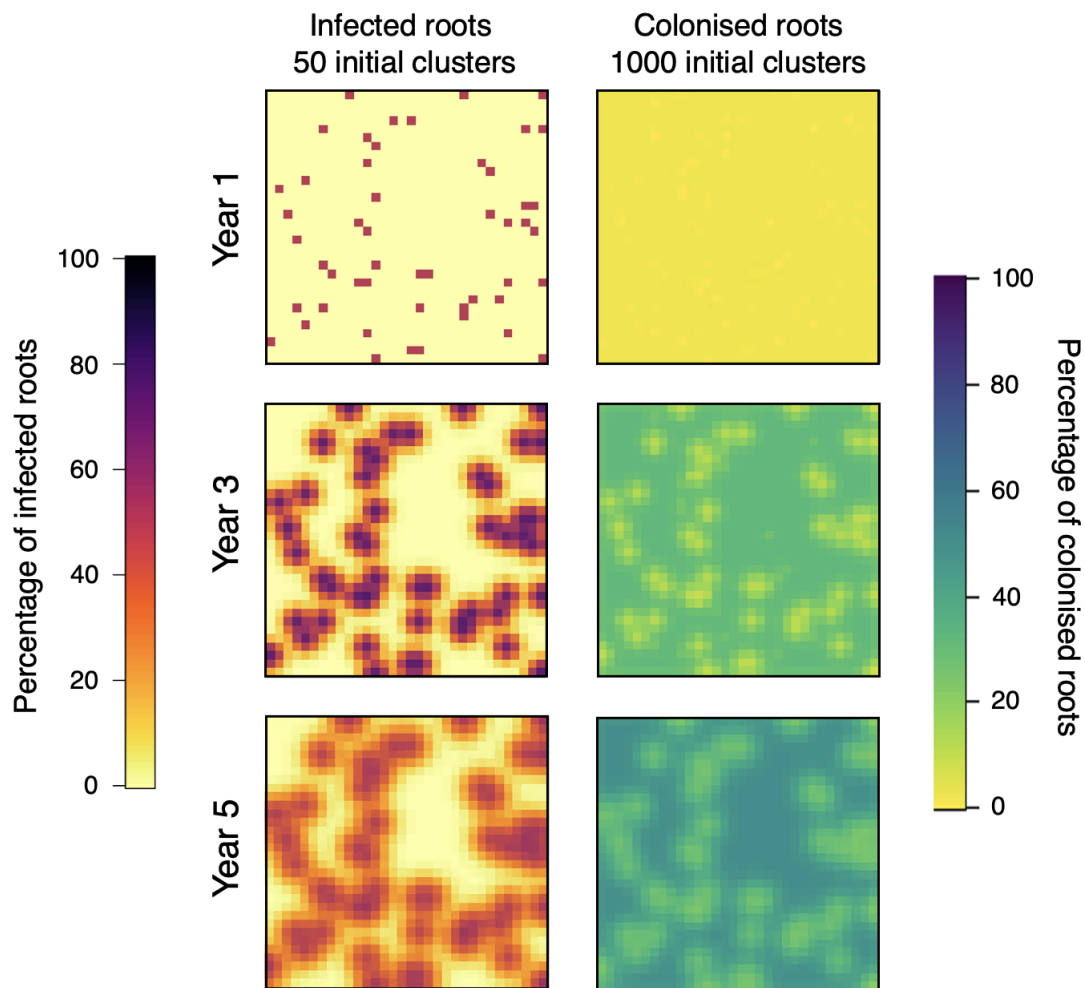 Infected roots
50 initial clusters
Colonised roots
1000 initial clusters
Year 1
Year 3
Year 5
Percentage of infected roots
100
80
60
40
20
0
100
80
60
40
20
0
Percentage of colonised roots